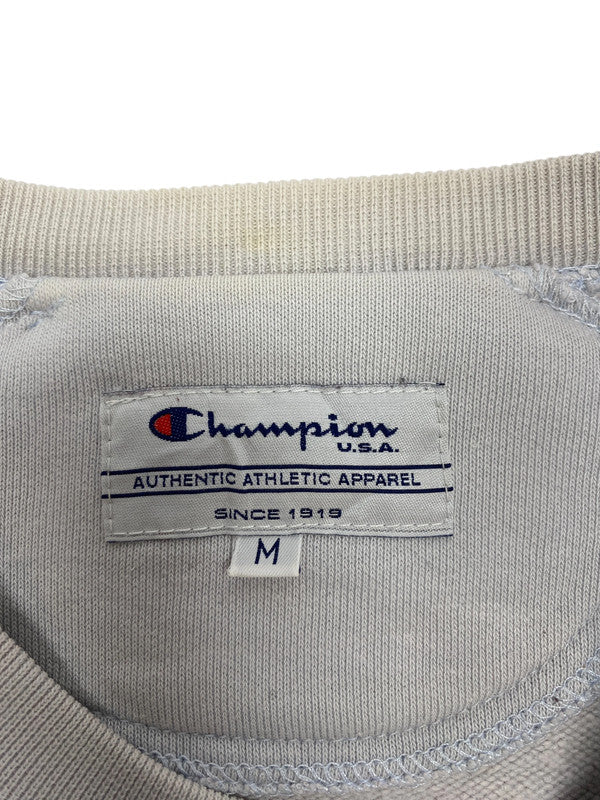 Champion
U.S.A.
AUTHENTIC ATHLETIC APPAREL
SINCE 1919
M